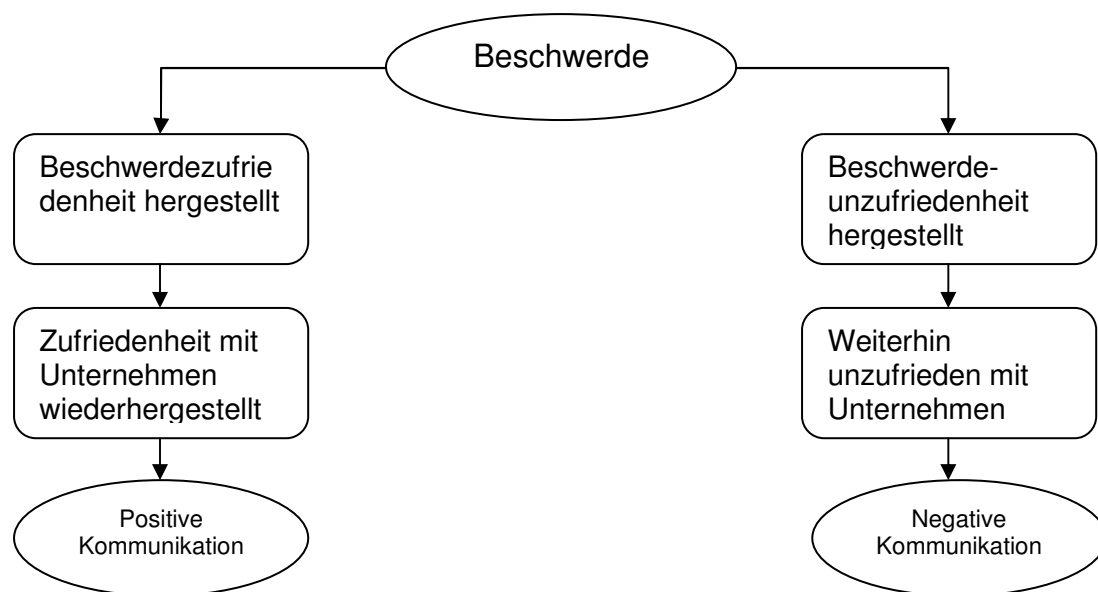 Beschwerde
Beschwerdezufrie
denheit hergestellt
Zufriedenheit mit
Unternehmen
wiederhergestellt
Positive
Kommunikation
Beschwerde-
unzufriedenheit
hergestellt
Weiterhin
unzufrieden mit
Unternehmen
Negative
Kommunikation